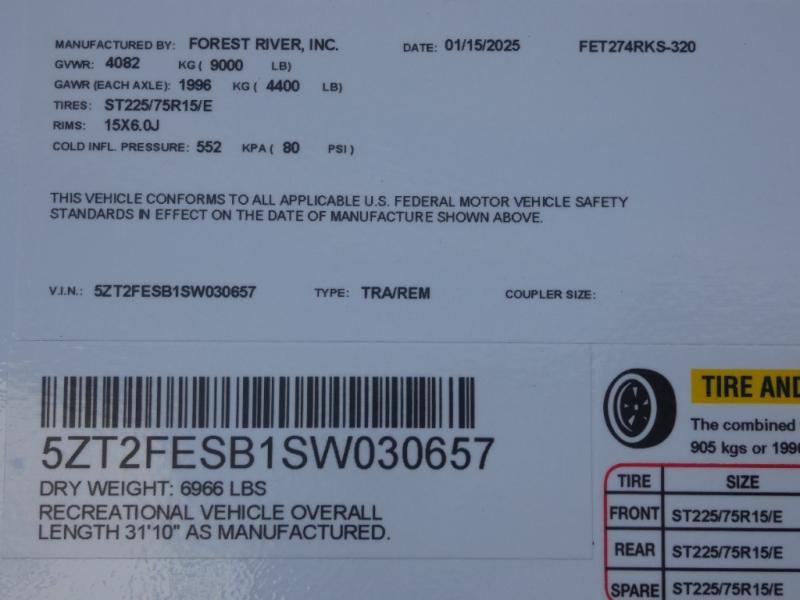 MANUFACTURED BY: FOREST RIVER, INC. DATE: 01/15/2025 FET274RKS-320
GVWR: 4082 KG ( 9000 LB)
GAWR (EACH AXLE): 1996 KG ( 4400 LB)
TIRES: ST225/75R15/E
RIMS: 15X6.0J
COLD INFL. PRESSURE: 552 KPA ( 80 PSI )
THIS VEHICLE CONFORMS TO ALL APPLICABLE U.S. FEDERAL MOTOR VEHICLE SAFETY
STANDARDS IN EFFECT ON THE DATE OF MANUFACTURE SHOWN ABOVE.
V.I.N.: 5ZT2FESB1SW030657 TYPE: TRA/REM COUPLER SIZE:
5ZT2FESB1SW030657
DRY WEIGHT: 6966 LBS
RECREATIONAL VEHICLE OVERALL
LENGTH 31'10" AS MANUFACTURED.
TIRE AND
The combined
905 kgs or 1996
TIRE SIZE
FRONT ST225/75R15/E
REAR ST225/75R15/E
SPARE ST225/75R15/E